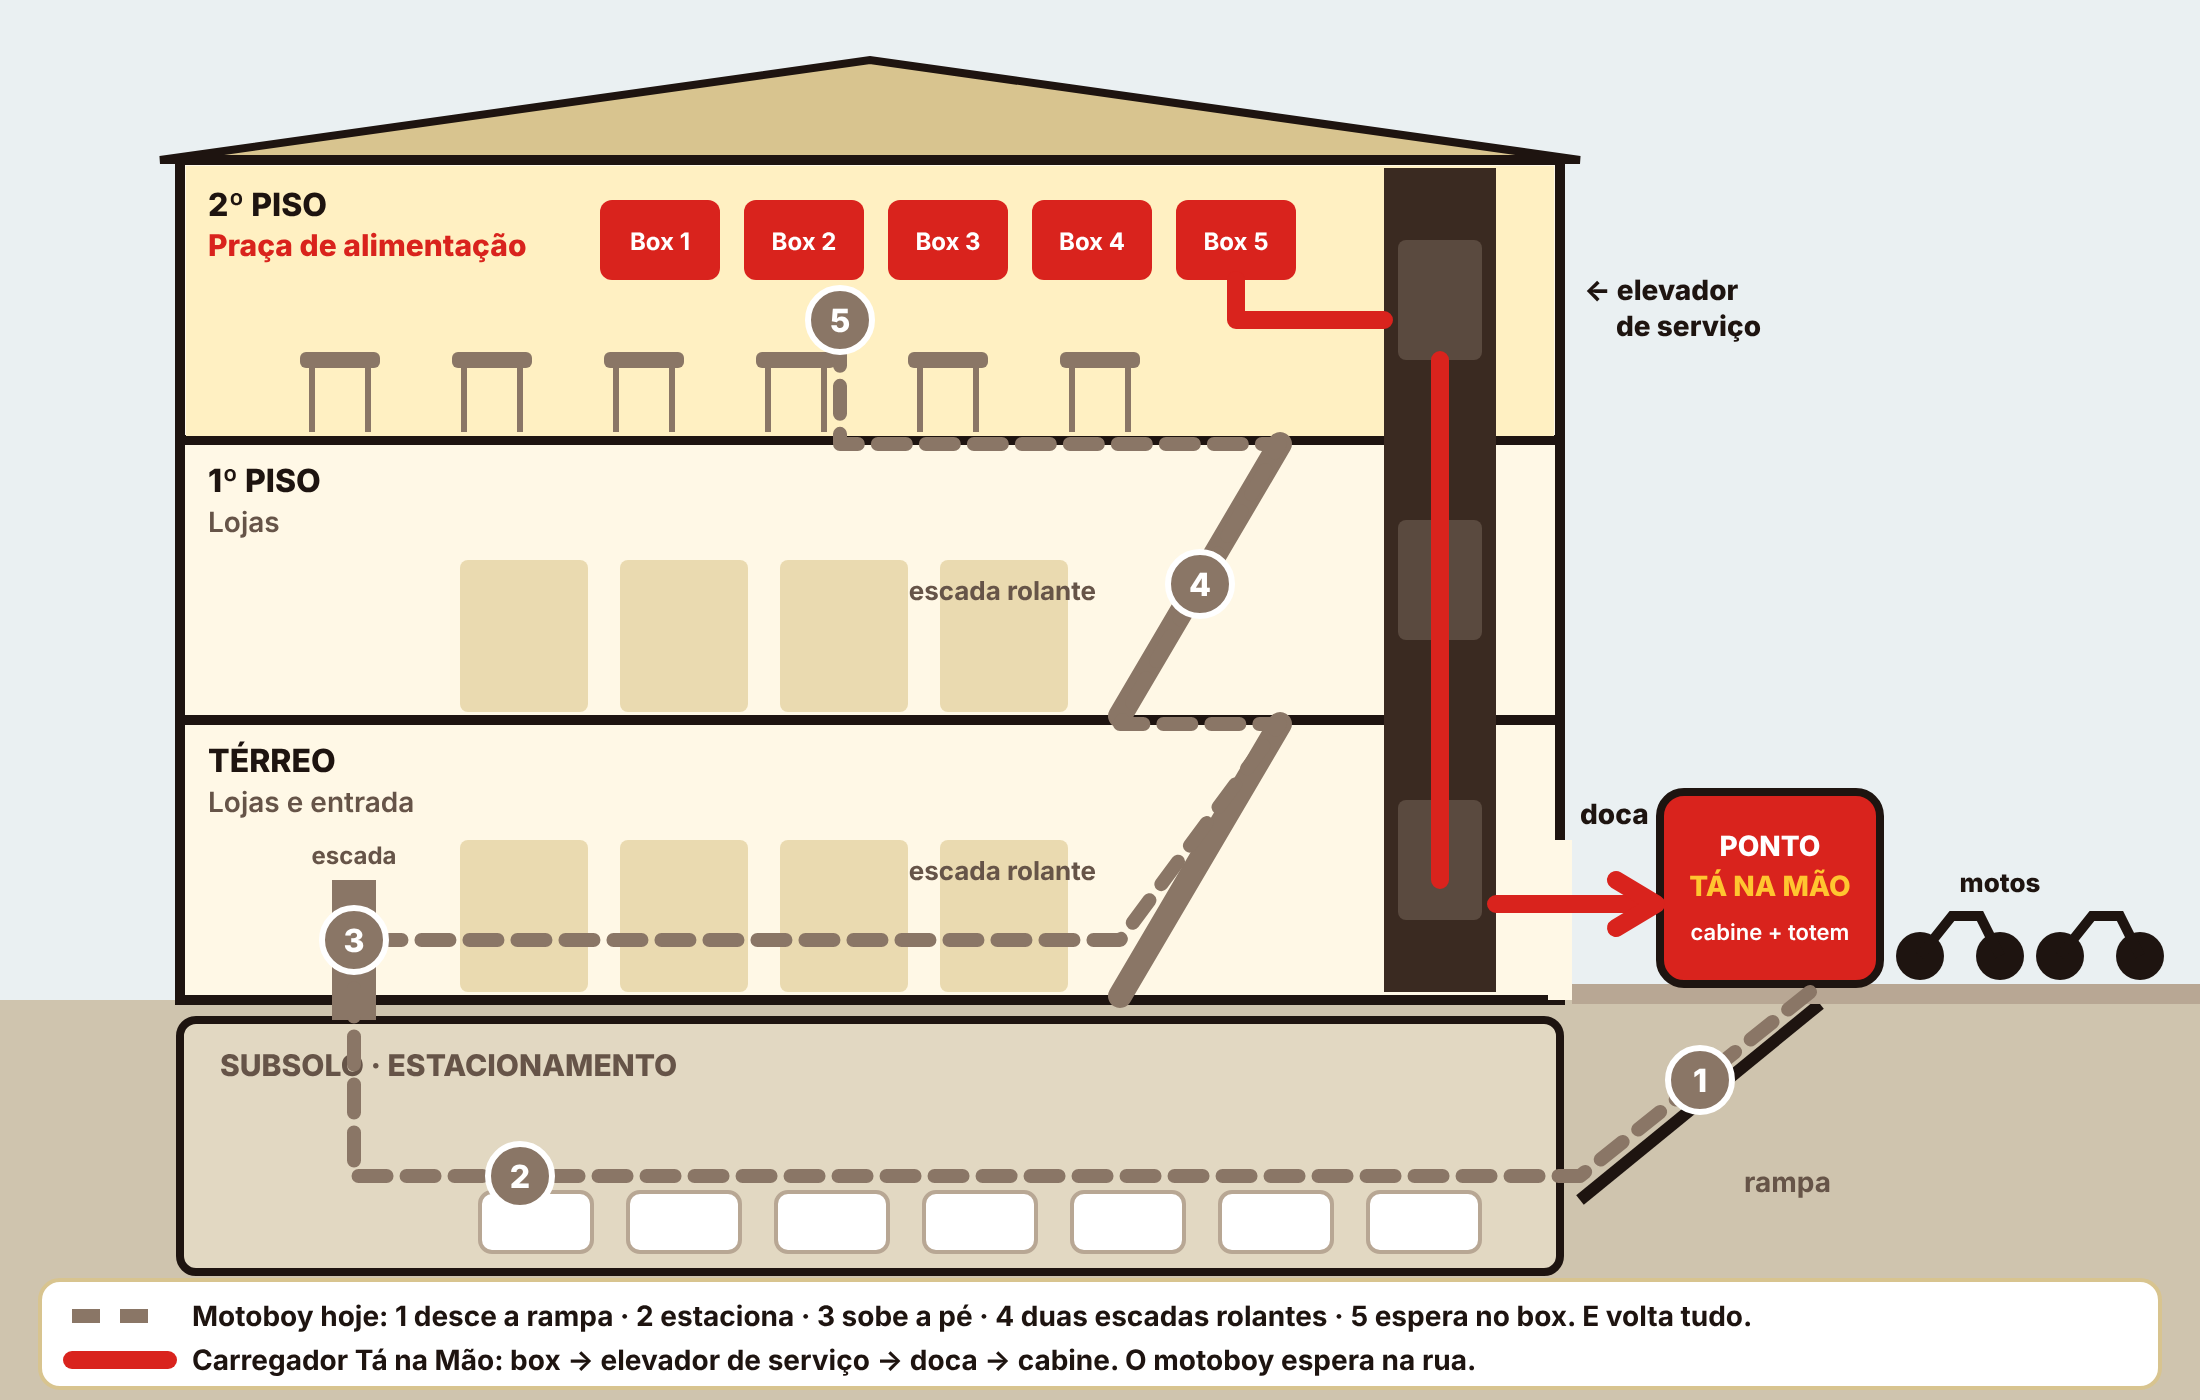 2º PISO
Praça de alimentação
Box 1
Box 2
Box 3
Box 4
Box 5
5
← elevador
de serviço
1º PISO
Lojas
escada rolante
4
TÉRREO
Lojas e entrada
escada
escada rolante
3
doca
PONTO
TÁ NA MÃO
cabine + totem
motos
SUBSOLO · ESTACIONAMENTO
1
2
rampa
Motoboy hoje: 1 desce a rampa · 2 estaciona · 3 sobe a pé · 4 duas escadas rolantes · 5 espera no box. E volta tudo.
Carregador Tá na Mão: box → elevador de serviço → doca → cabine. O motoboy espera na rua.